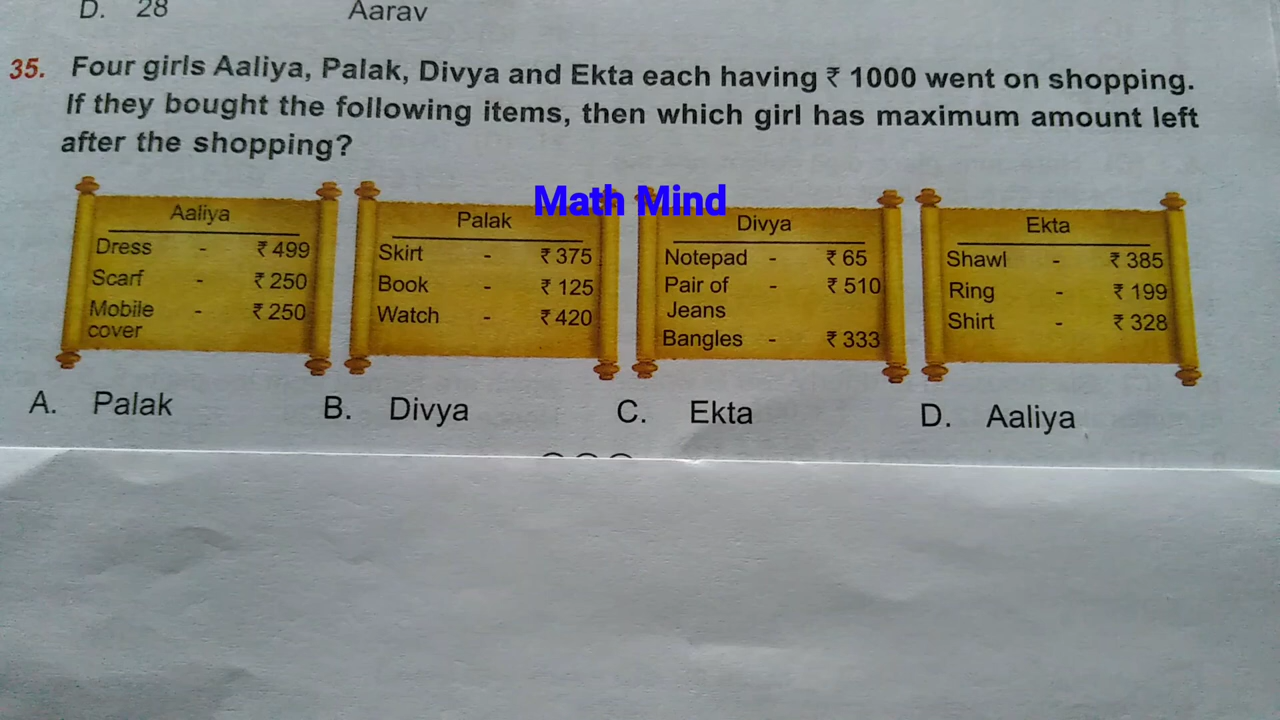 D. 28 Aarav
35. Four girls Aaliya, Palak, Divya and Ekta each having ₹ 1000 went on shopping.
If they bought the following items, then which girl has maximum amount left
after the shopping?
Math Mind
Aaliya
Dress - ₹ 499
Scarf - ₹ 250
Mobile - ₹ 250
cover
Palak
Skirt - ₹ 375
Book - ₹ 125
Watch - ₹ 420
Divya
Notepad - ₹ 65
Pair of - ₹ 510
Jeans
Bangles - ₹ 333
Ekta
Shawl - ₹ 385
Ring - ₹ 199
Shirt - ₹ 328
A. Palak B. Divya C. Ekta D. Aaliya